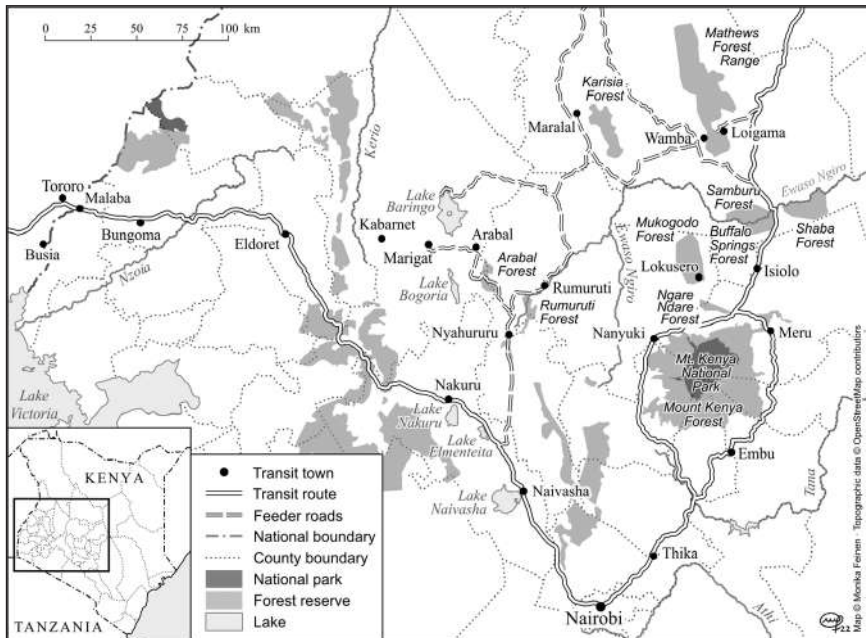 0 25 50 75 100 km
Mathews
Forest
Range
Karisia
Forest
Maralal
Wamba
Loigama
Kerio
Tororo
Malaba
Bungoma
Busia
Nzoia
Eldoret
Kabarnet
Marigat
Lake
Baringo
Arabal
Lake
Bogoria
Arabal
Forest
Rumuruti
Rumuruti
Forest
Nyahururu
Ewaso Ngiro
Ewaso Ngiro
Samburu
Forest
Buffalo
Springs
Forest
Shaba
Forest
Mukogodo
Forest
Lokusero
Isiolo
Ngare
Ndare
Forest
Nanyuki
Meru
Mt. Kenya
National
Park
Mount Kenya
Forest
Embu
Tana
Lake
Victoria
Nakuru
Lake
Nakuru
Lake
Elmenteita
Lake
Naivasha
Naivasha
Thika
Nairobi
Athi
KENYA
TANZANIA
Transit town
Transit route
Feeder roads
National boundary
County boundary
National park
Forest reserve
Lake
Map © Monika Feinen · Topographic data © OpenStreetMap contributors
22